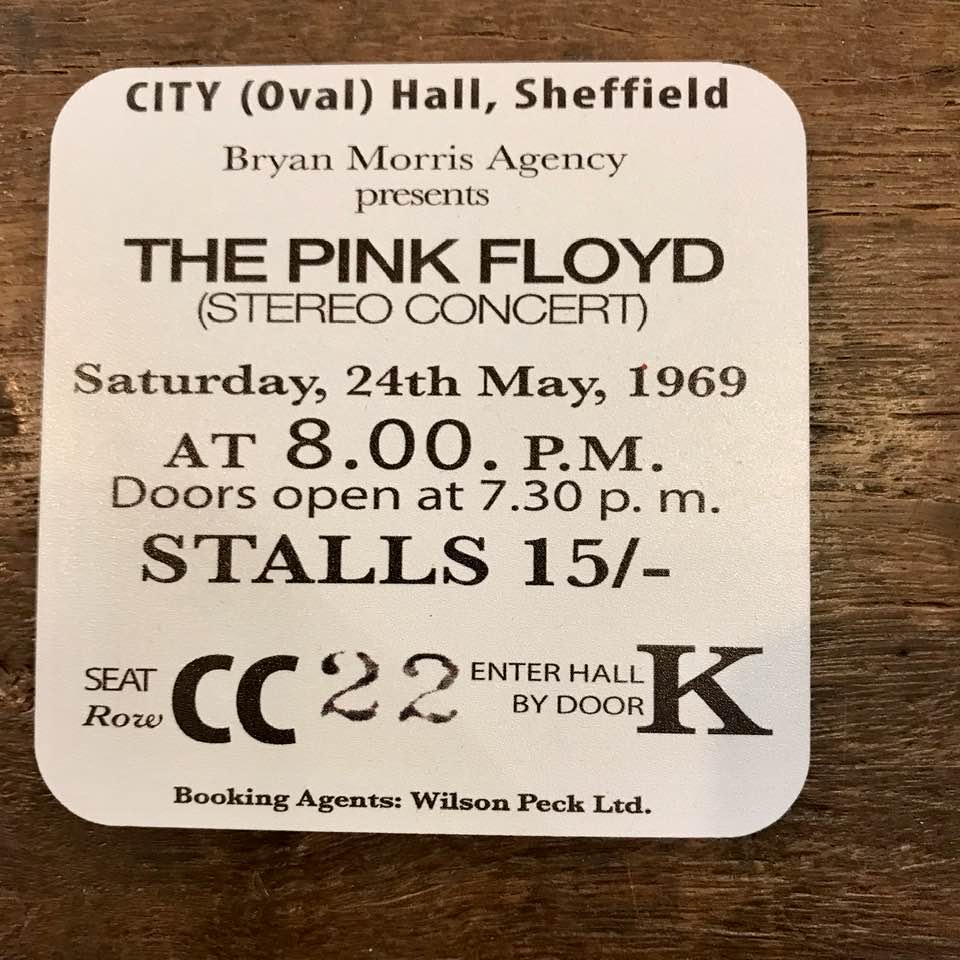 CITY (Oval) Hall, Sheffield
Bryan Morris Agency
presents
THE PINK FLOYD
(STEREO CONCERT)
Saturday, 24th May, 1969
AT 8.00. P.M.
Doors open at 7.30 p. m.
STALLS 15/-
SEAT Row CC 22 ENTER HALL BY DOOR K
Booking Agents: Wilson Peck Ltd.